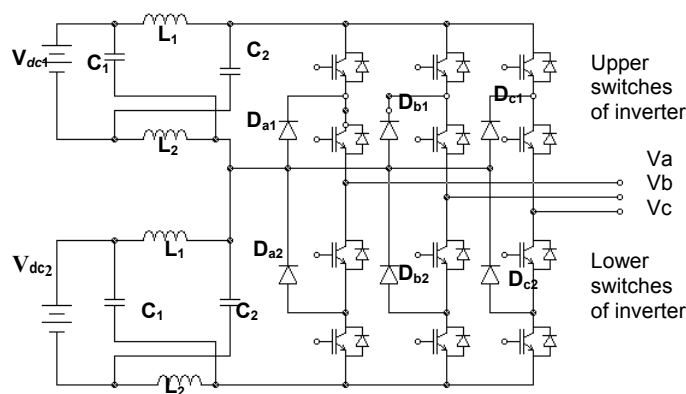 L1
Vdc1
C1
C2
L2
Da1
Db1
Dc1
Upper
switches
of inverter
Va
Vb
Vc
L1
Vdc2
C1
C2
L2
Da2
Db2
Dc2
Lower
switches
of inverter